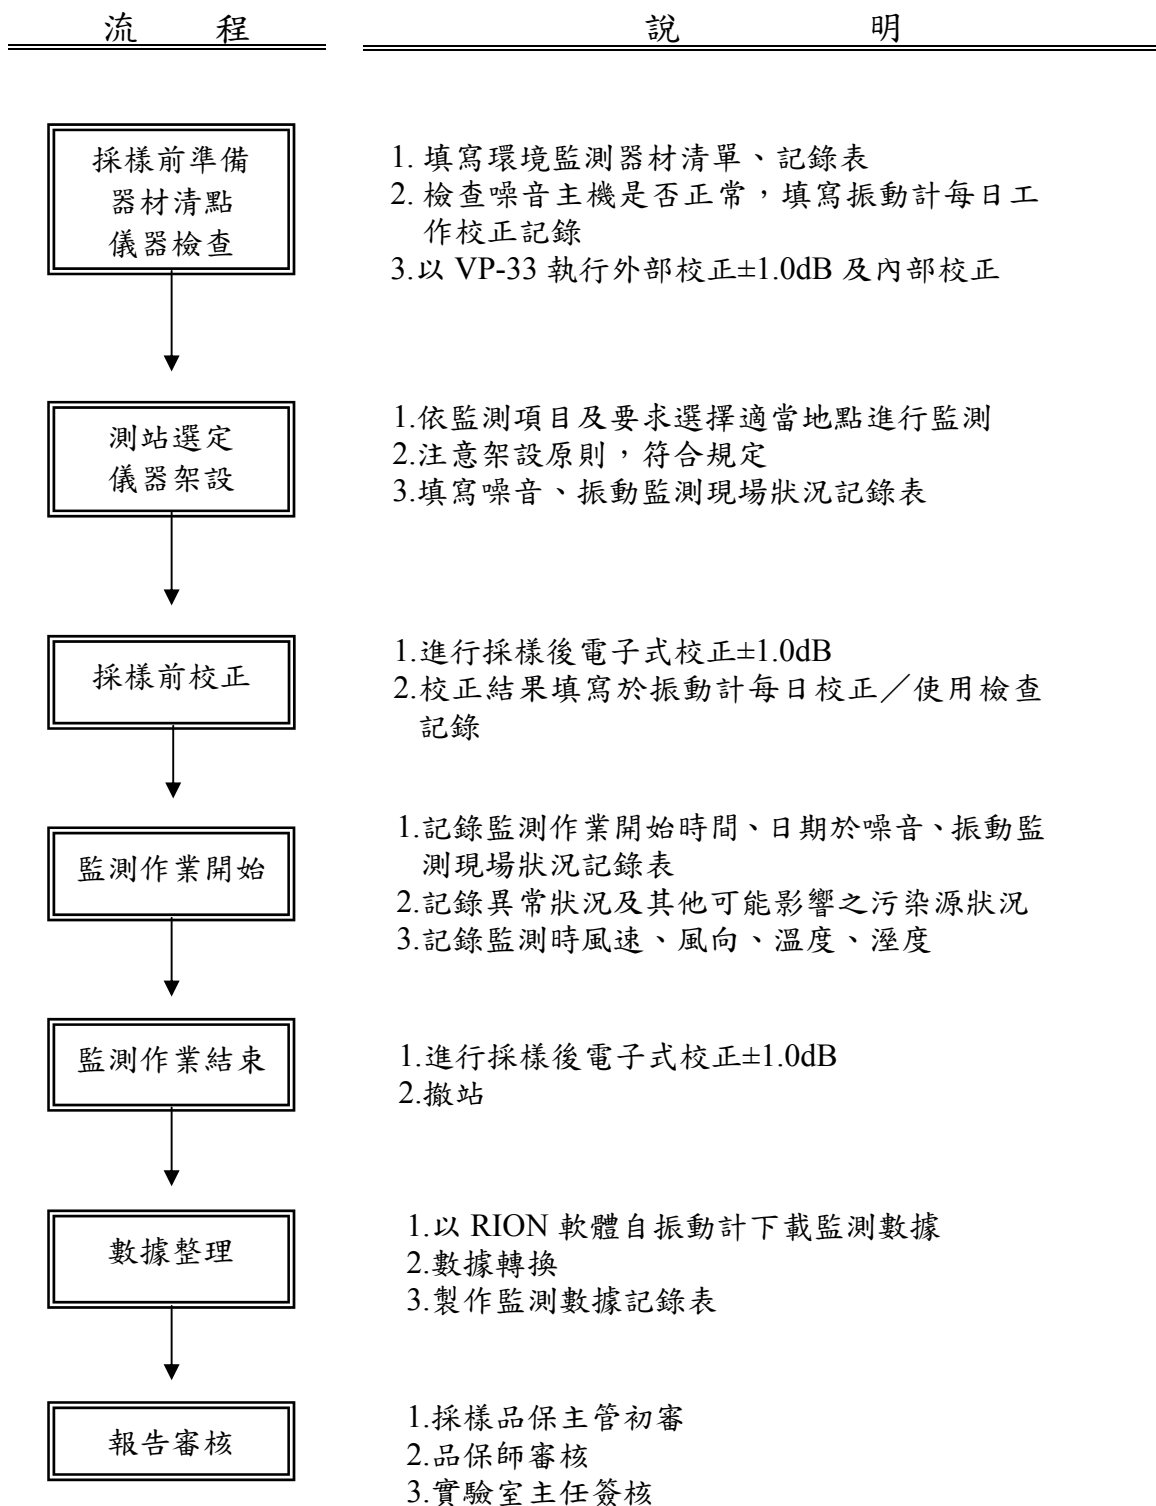 流 程 說 明
採樣前準備
器材清點
儀器檢查
1. 填寫環境監測器材清單、記錄表
2. 檢查噪音主機是否正常，填寫振動計每日工
作校正記錄
3.以 VP-33 執行外部校正±1.0dB 及內部校正
測站選定
儀器架設
1.依監測項目及要求選擇適當地點進行監測
2.注意架設原則，符合規定
3.填寫噪音、振動監測現場狀況記錄表
採樣前校正
1.進行採樣後電子式校正±1.0dB
2.校正結果填寫於振動計每日校正／使用檢查
記錄
監測作業開始
1.記錄監測作業開始時間、日期於噪音、振動監
測現場狀況記錄表
2.記錄異常狀況及其他可能影響之污染源狀況
3.記錄監測時風速、風向、溫度、溼度
監測作業結束
1.進行採樣後電子式校正±1.0dB
2.撤站
數據整理
1.以 RION 軟體自振動計下載監測數據
2.數據轉換
3.製作監測數據記錄表
報告審核
1.採樣品保主管初審
2.品保師審核
3.實驗室主任簽核